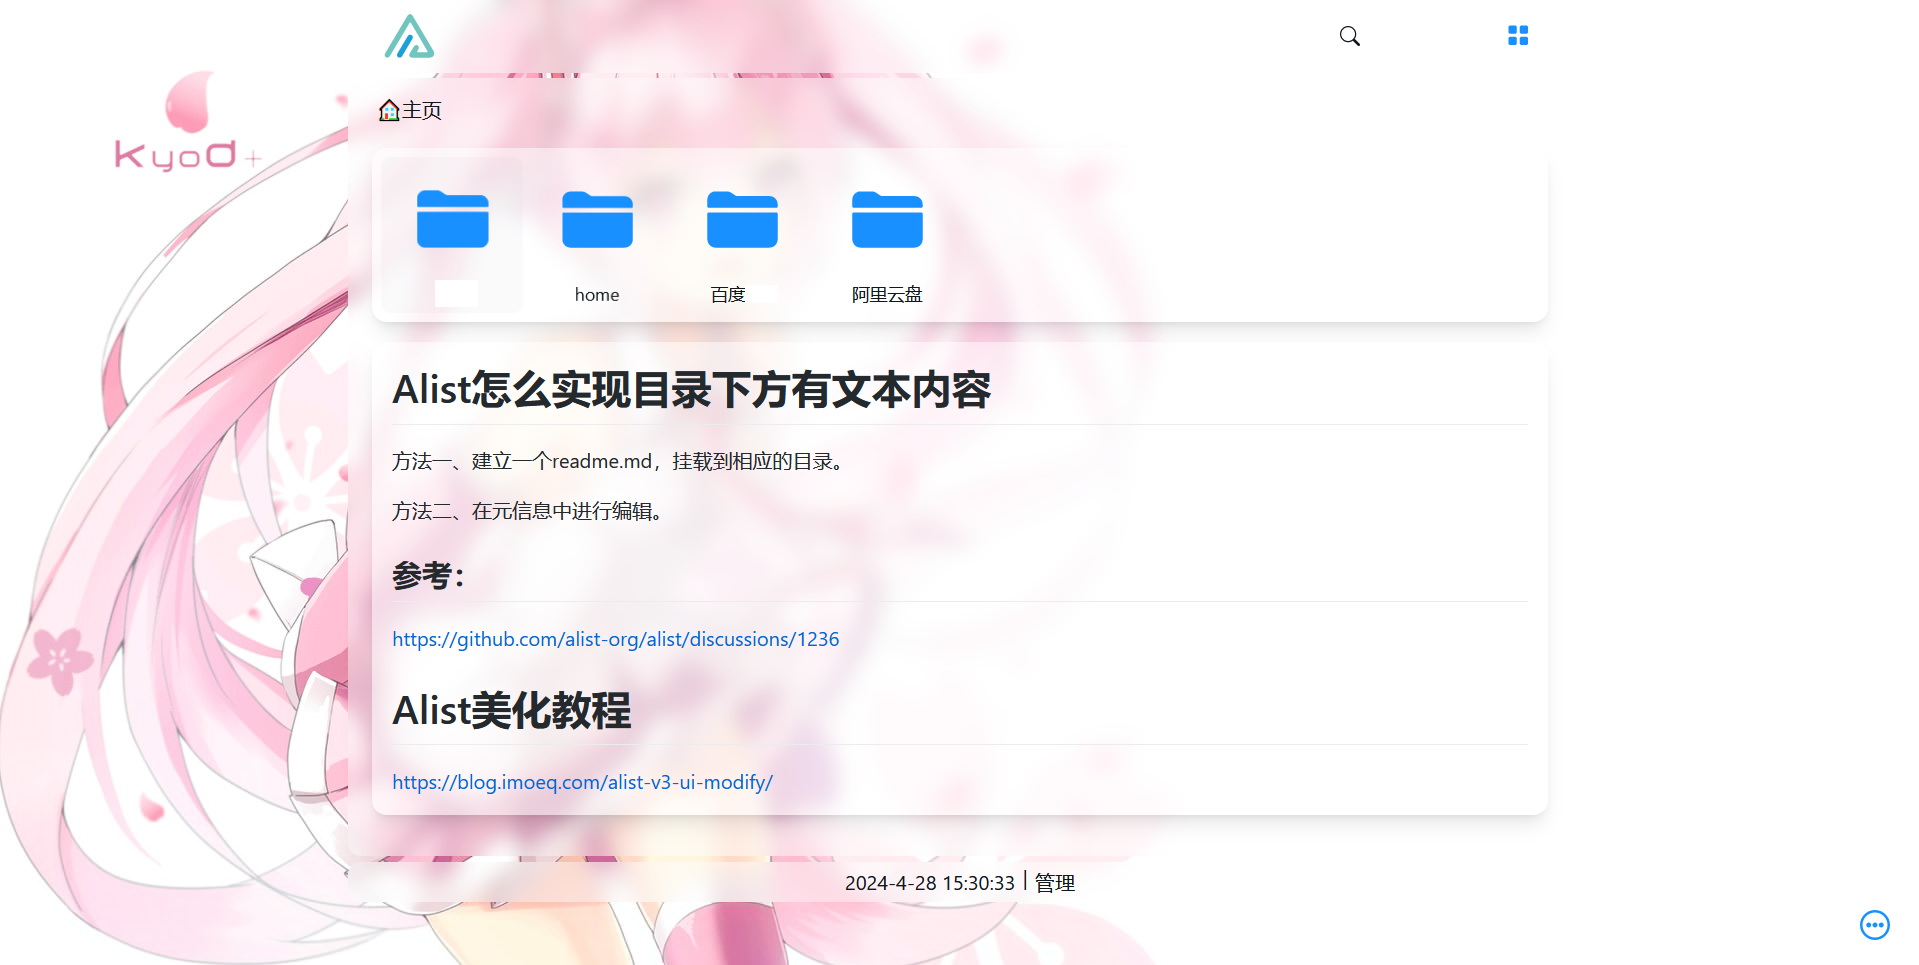 kyod+
🏠主页
home
百度
阿里云盘
Alist怎么实现目录下方有文本内容
方法一、建立一个readme.md，挂载到相应的目录。
方法二、在元信息中进行编辑。
参考：
https://github.com/alist-org/alist/discussions/1236
Alist美化教程
https://blog.imoeq.com/alist-v3-ui-modify/
2024-4-28 15:30:33 | 管理